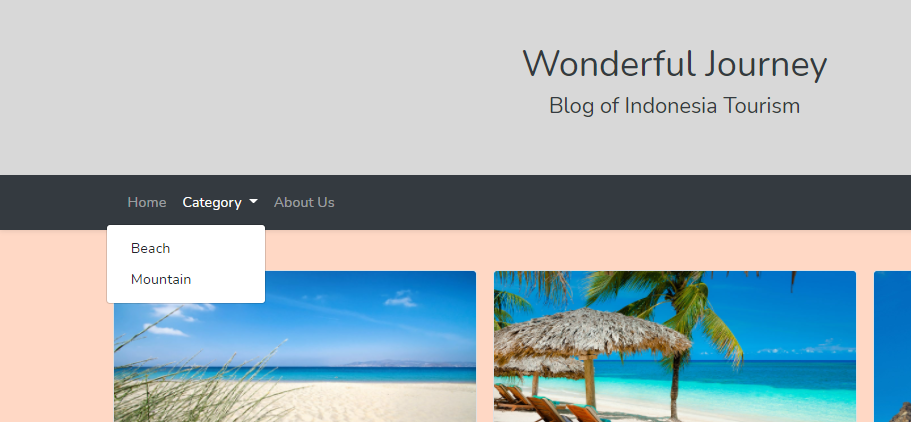 Wonderful Journey
Blog of Indonesia Tourism
Home Category About Us
Beach
Mountain